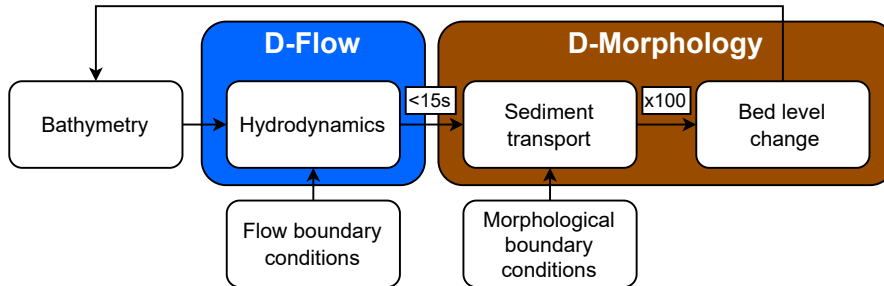 D-Flow
D-Morphology
Bathymetry
Hydrodynamics
<15s
Sediment
transport
x100
Bed level
change
Flow boundary
conditions
Morphological
boundary
conditions